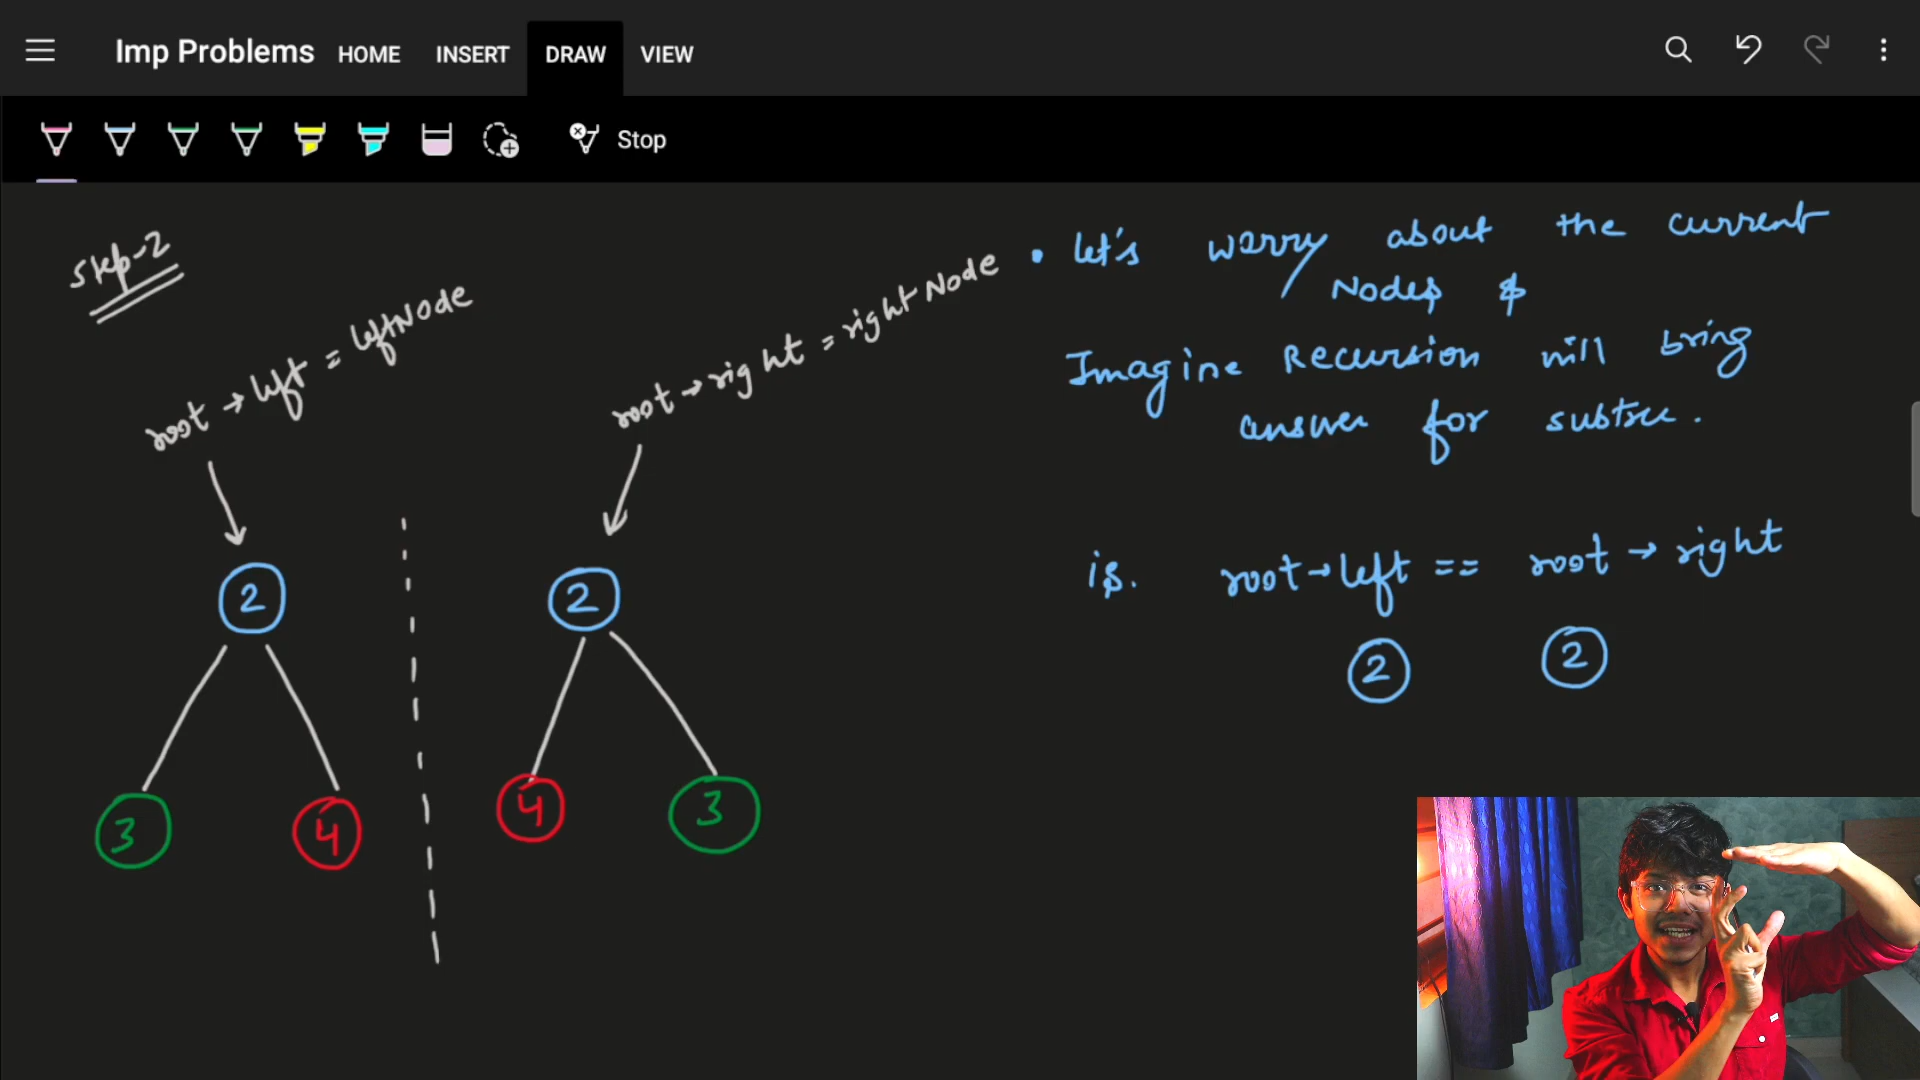 Imp Problems HOME INSERT DRAW VIEW
Stop
Step-2
root → left = leftNode
root → right = rightNode
• let's worry about the current
Nodes &
Imagine Recursion will bring
answer for subtree.
is. root→left == root → right
2 2
2 2
3 4 4 3